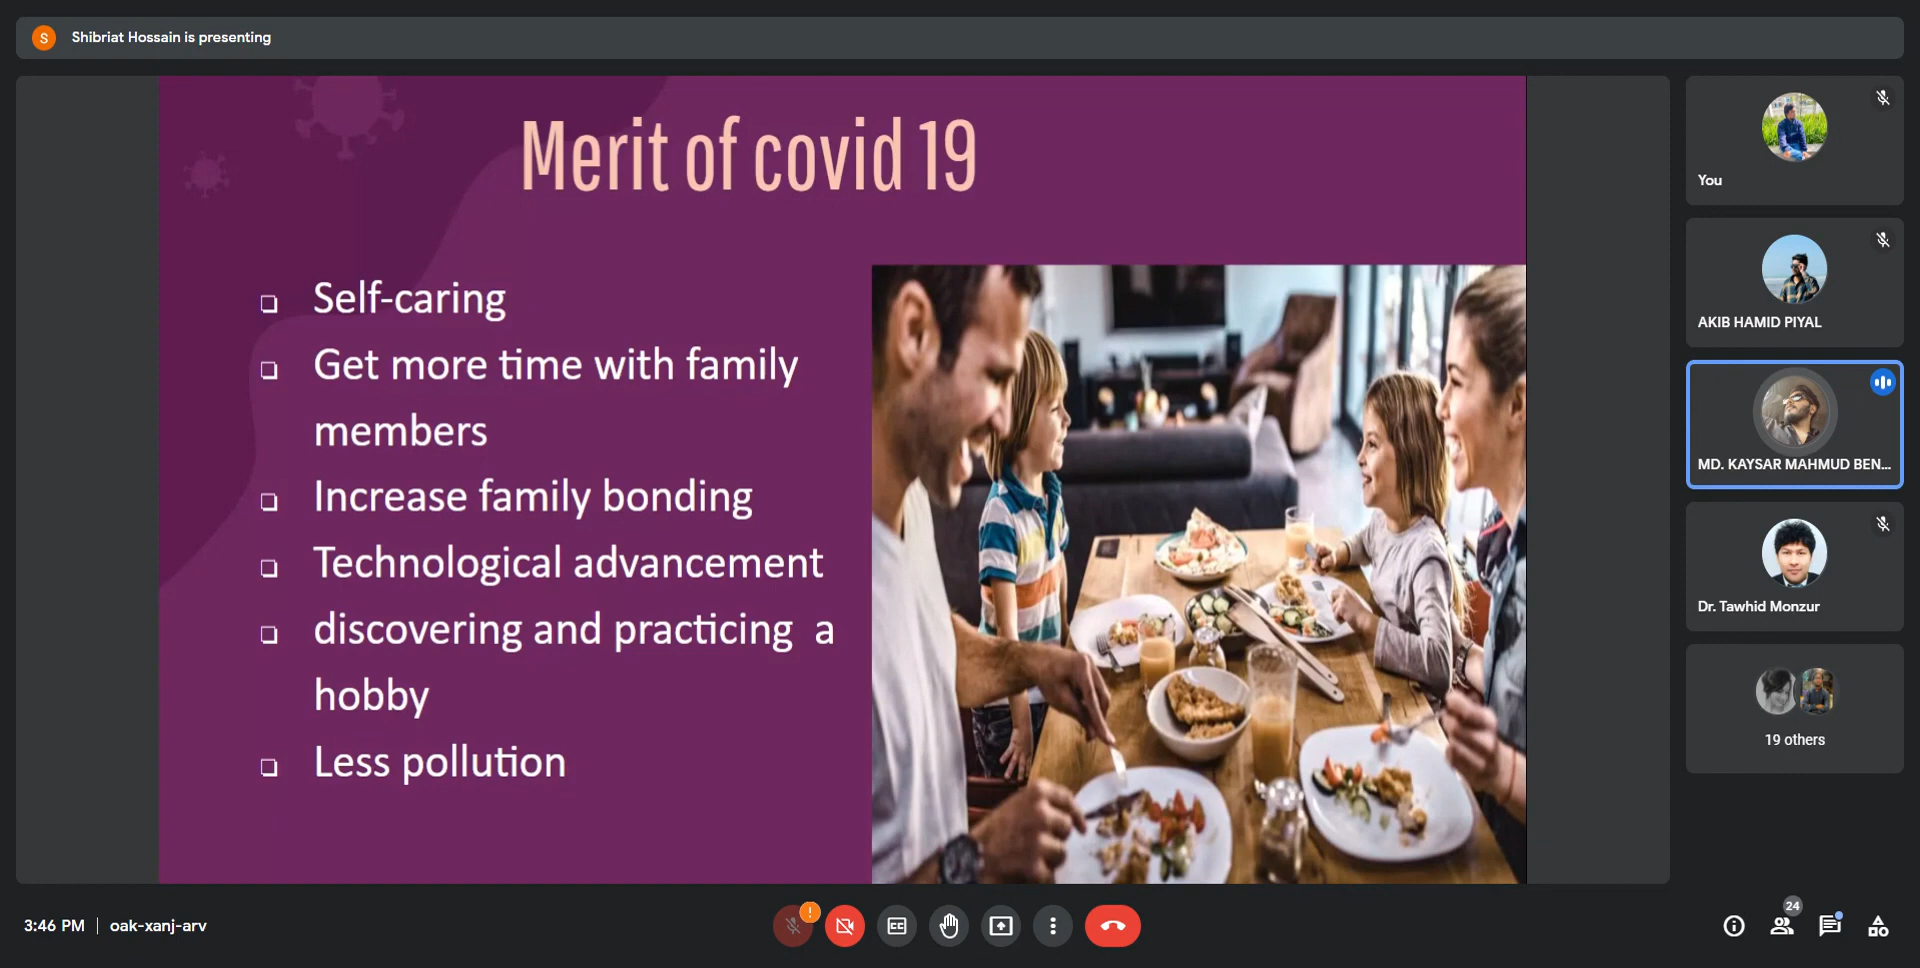 S
Shibriat Hossain is presenting
Merit of covid 19
Self-caring
Get more time with family
members
Increase family bonding
Technological advancement
discovering and practicing a
hobby
Less pollution
You
AKIB HAMID PIYAL
MD. KAYSAR MAHMUD BEN...
Dr. Tawhid Monzur
19 others
3:46 PM | oak-xanj-arv
!
CC
24